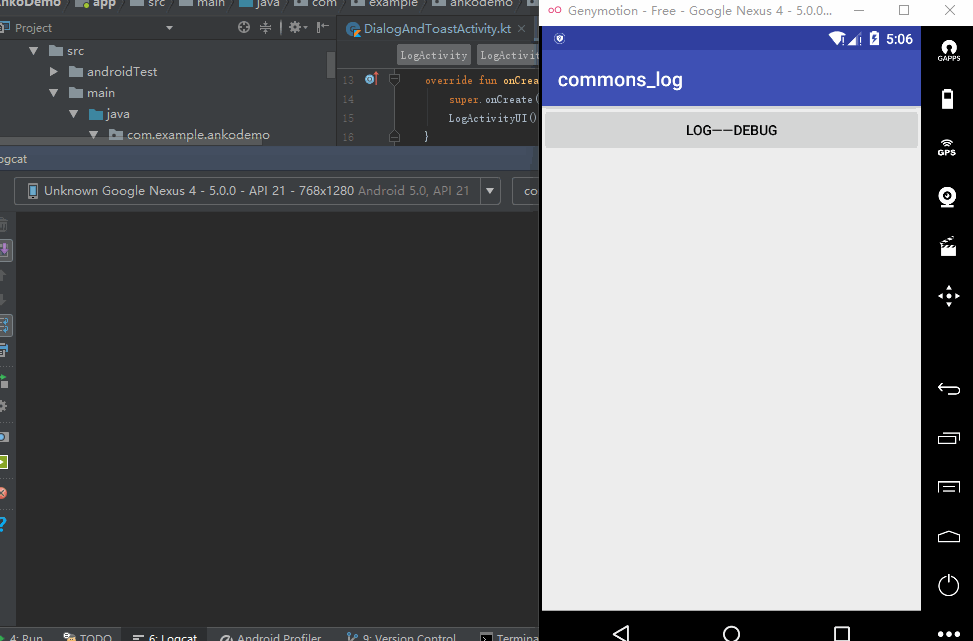 nkoDemo app src main java com example ankodemo
Project
src
androidTest
main
java
com.example.ankodemo
DialogAndToastActivity.kt
LogActivity LogActivit
13 override fun onCrea
14 super.onCreate(
15 LogActivityUI()
16 }
ogcat
Unknown Google Nexus 4 - 5.0.0 - API 21 - 768x1280 Android 5.0, API 21
co
4: Run TODO 6: Logcat Android Profiler 9: Version Control Termina
Genymotion - Free - Google Nexus 4 - 5.0.0...
5:06
commons_log
LOG——DEBUG
GAPPS
GPS